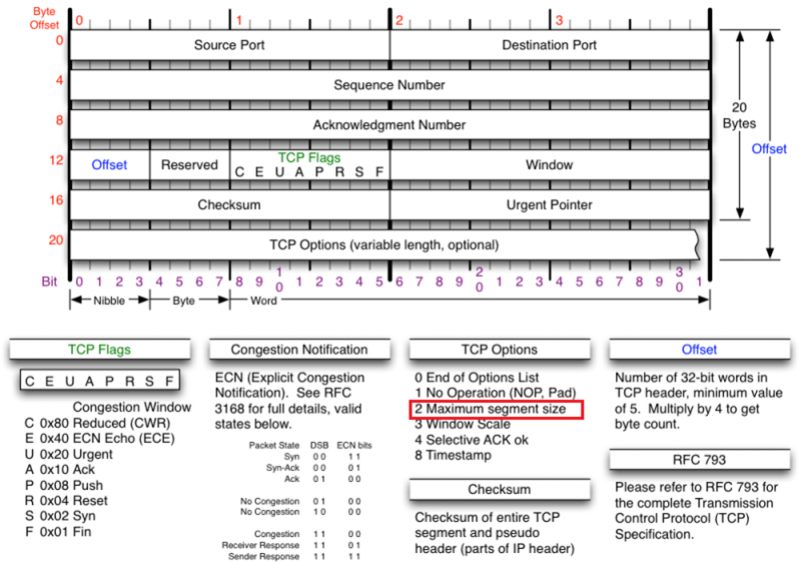 Byte
Offset
0 1 2 3
0 Source Port Destination Port
4 Sequence Number
8 Acknowledgment Number
20
Bytes
Offset
12 Offset Reserved TCP Flags Window
C E U A P R S F
16 Checksum Urgent Pointer
20 TCP Options (variable length, optional)
Bit 0 1 2 3 4 5 6 7 8 9 10 1 2 3 4 5 6 7 8 9 20 1 2 3 4 5 6 7 8 9 30 1
Nibble Byte Word
TCP Flags
C E U A P R S F
Congestion Window
C 0x80 Reduced (CWR)
E 0x40 ECN Echo (ECE)
U 0x20 Urgent
A 0x10 Ack
P 0x08 Push
R 0x04 Reset
S 0x02 Syn
F 0x01 Fin
Congestion Notification
ECN (Explicit Congestion
Notification). See RFC
3168 for full details, valid
states below.
Packet State DSB ECN bits
Syn 0 0 1 1
Syn-Ack 0 0 0 1
Ack 0 1 0 0
No Congestion 0 1 0 0
No Congestion 1 0 0 0
Congestion 1 1 0 0
Receiver Response 1 1 0 1
Sender Response 1 1 1 1
TCP Options
0 End of Options List
1 No Operation (NOP, Pad)
2 Maximum segment size
3 Window Scale
4 Selective ACK ok
8 Timestamp
Checksum
Checksum of entire TCP
segment and pseudo
header (parts of IP header)
Offset
Number of 32-bit words in
TCP header, minimum value
of 5. Multiply by 4 to get
byte count.
RFC 793
Please refer to RFC 793 for
the complete Transmission
Control Protocol (TCP)
Specification.